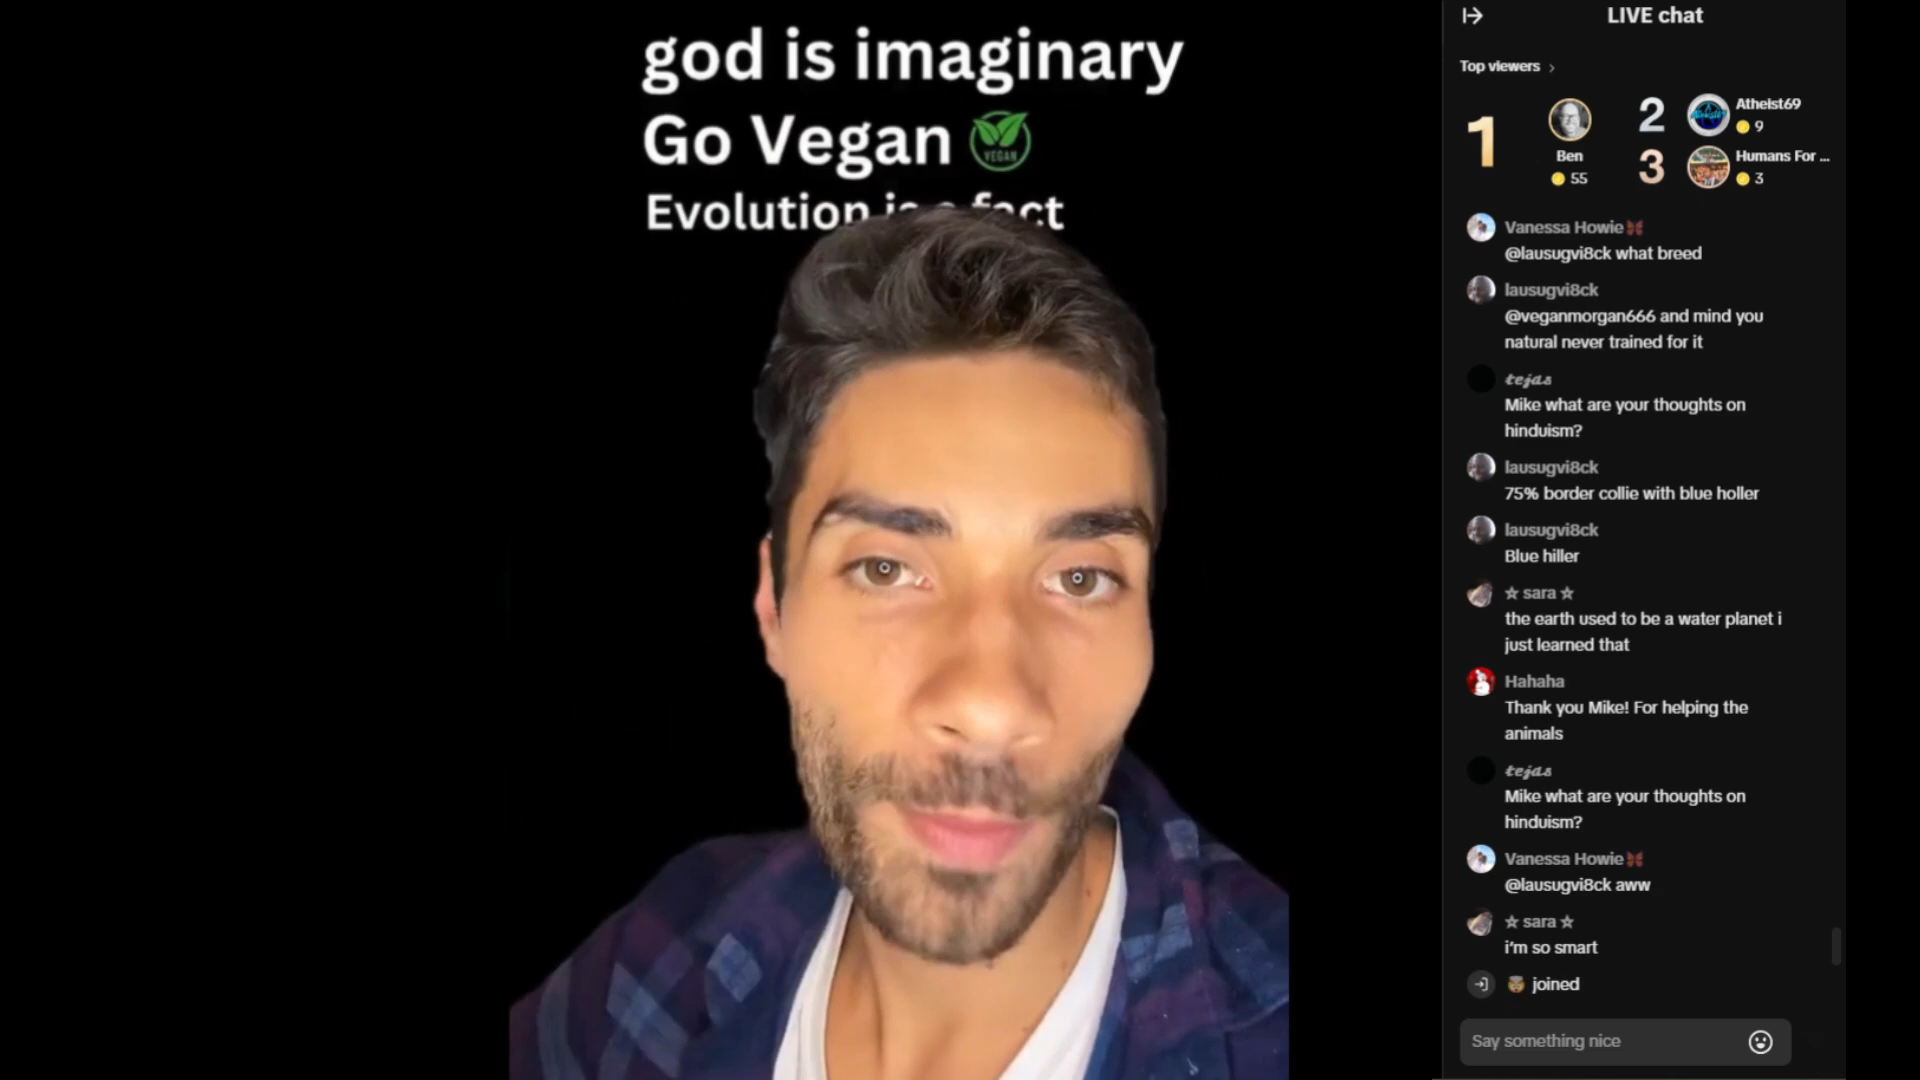 god is imaginary
Go Vegan
VEGAN
Evolution is a fact
LIVE chat
Top viewers
1
Ben
55
2
Atheist69
9
3
Humans For ...
3
Vanessa Howie
@lausugvi8ck what breed
lausugvi8ck
@veganmorgan666 and mind you
natural never trained for it
𝓽𝓮𝓳𝓪𝓼
Mike what are your thoughts on
hinduism?
lausugvi8ck
75% border collie with blue holler
lausugvi8ck
Blue hiller
☆ sara ☆
the earth used to be a water planet i
just learned that
Hahaha
Thank you Mike! For helping the
animals
𝓽𝓮𝓳𝓪𝓼
Mike what are your thoughts on
hinduism?
Vanessa Howie
@lausugvi8ck aww
☆ sara ☆
i'm so smart
joined
Say something nice